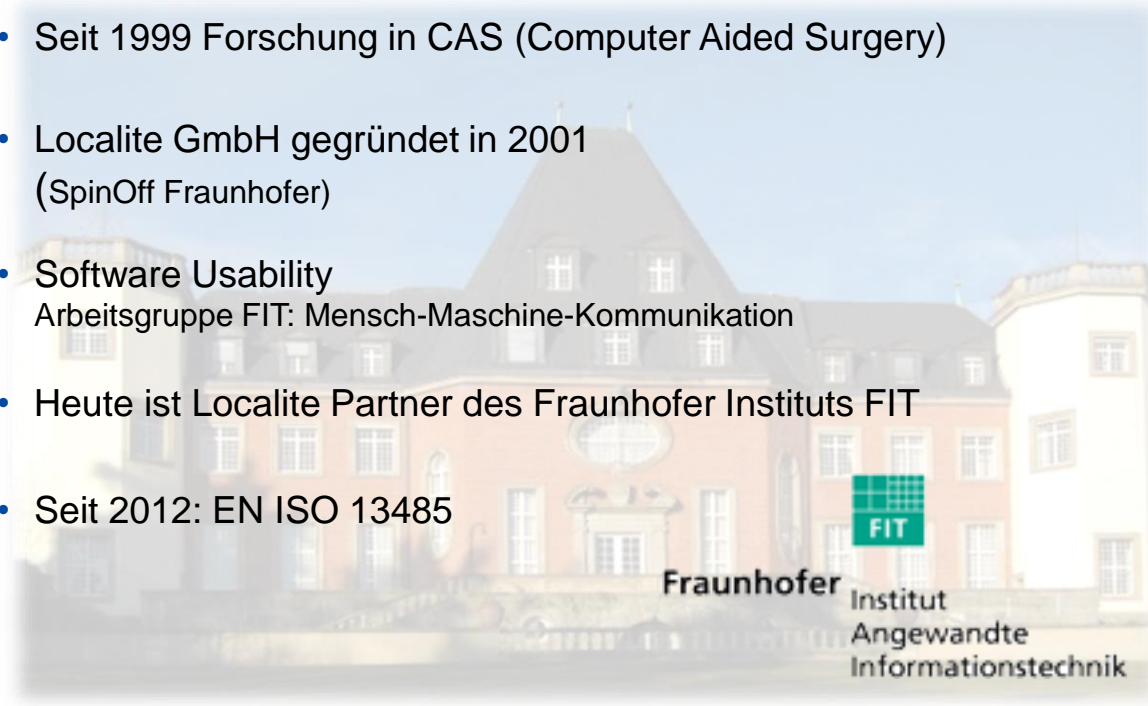 • Seit 1999 Forschung in CAS (Computer Aided Surgery)
• Localite GmbH gegründet in 2001
(SpinOff Fraunhofer)
• Software Usability
Arbeitsgruppe FIT: Mensch-Maschine-Kommunikation
• Heute ist Localite Partner des Fraunhofer Instituts FIT
• Seit 2012: EN ISO 13485
FIT
Fraunhofer Institut
Angewandte
Informationstechnik